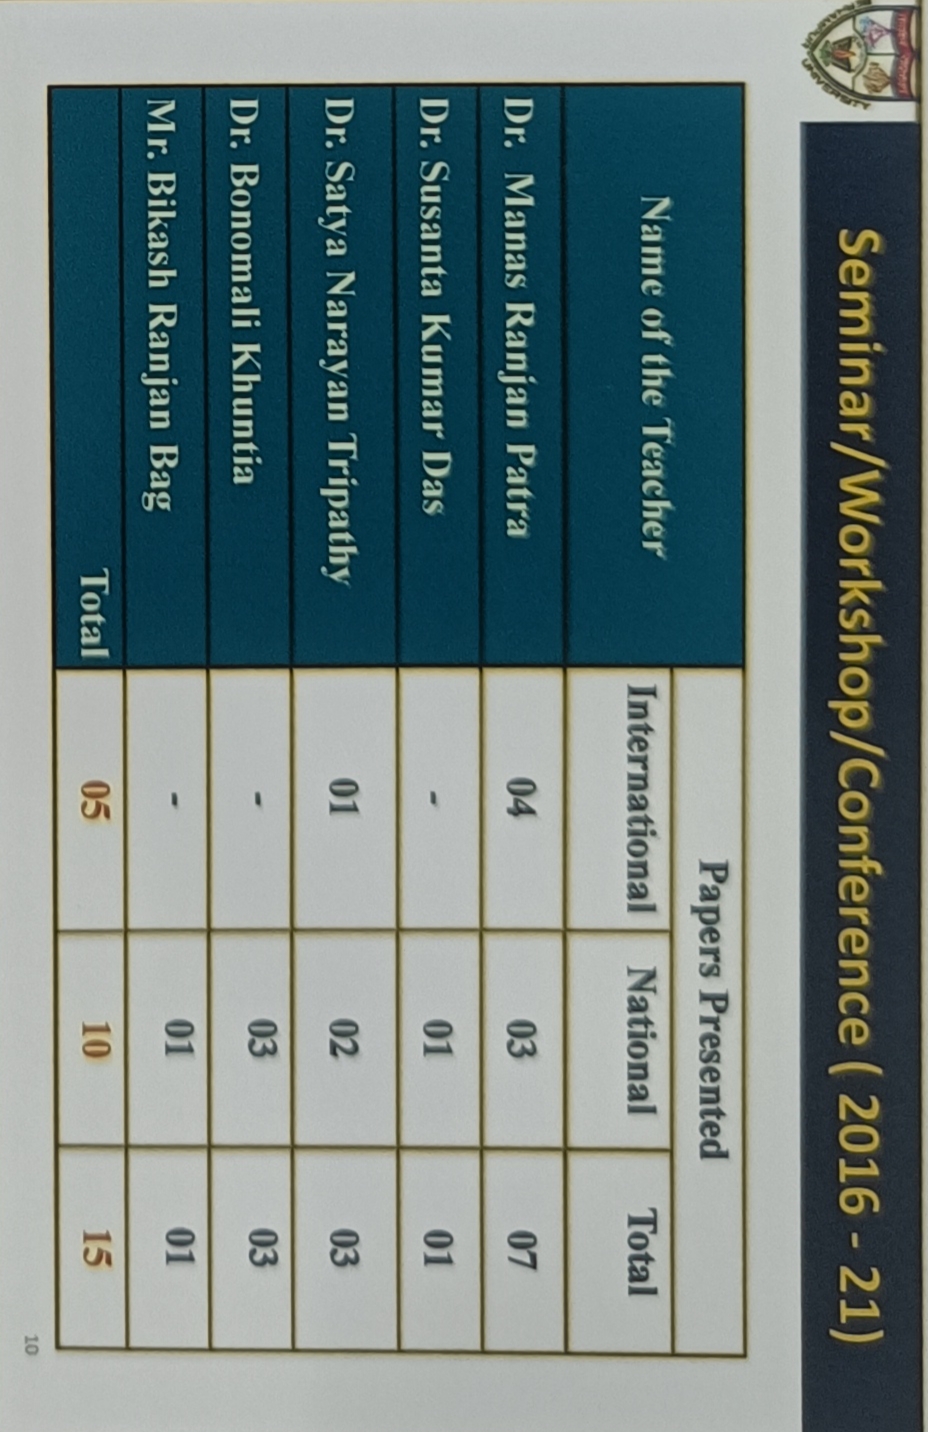 Seminar/Workshop/Conference ( 2016 - 21)
Name of the Teacher
Papers Presented
International National Total
Dr. Manas Ranjan Patra 04 03 07
Dr. Susanta Kumar Das - 01 01
Dr. Satya Narayan Tripathy 01 02 03
Dr. Bonomali Khuntia - 03 03
Mr. Bikash Ranjan Bag - 01 01
Total 05 10 15
10